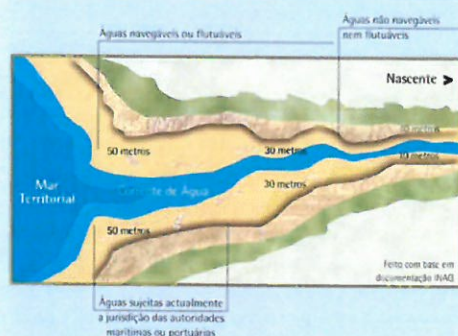 Águas navegáveis ou flutuáveis
Águas não navegáveis
nem flutuáveis
Nascente
50 metros
30 metros
10 metros
Mar
Territorial
Corrente de Água
30 metros
10 metros
50 metros
Feito com base em
documentação INAG
Águas sujeitas actualmente
a jurisdição das autoridades
marítimas ou portuárias